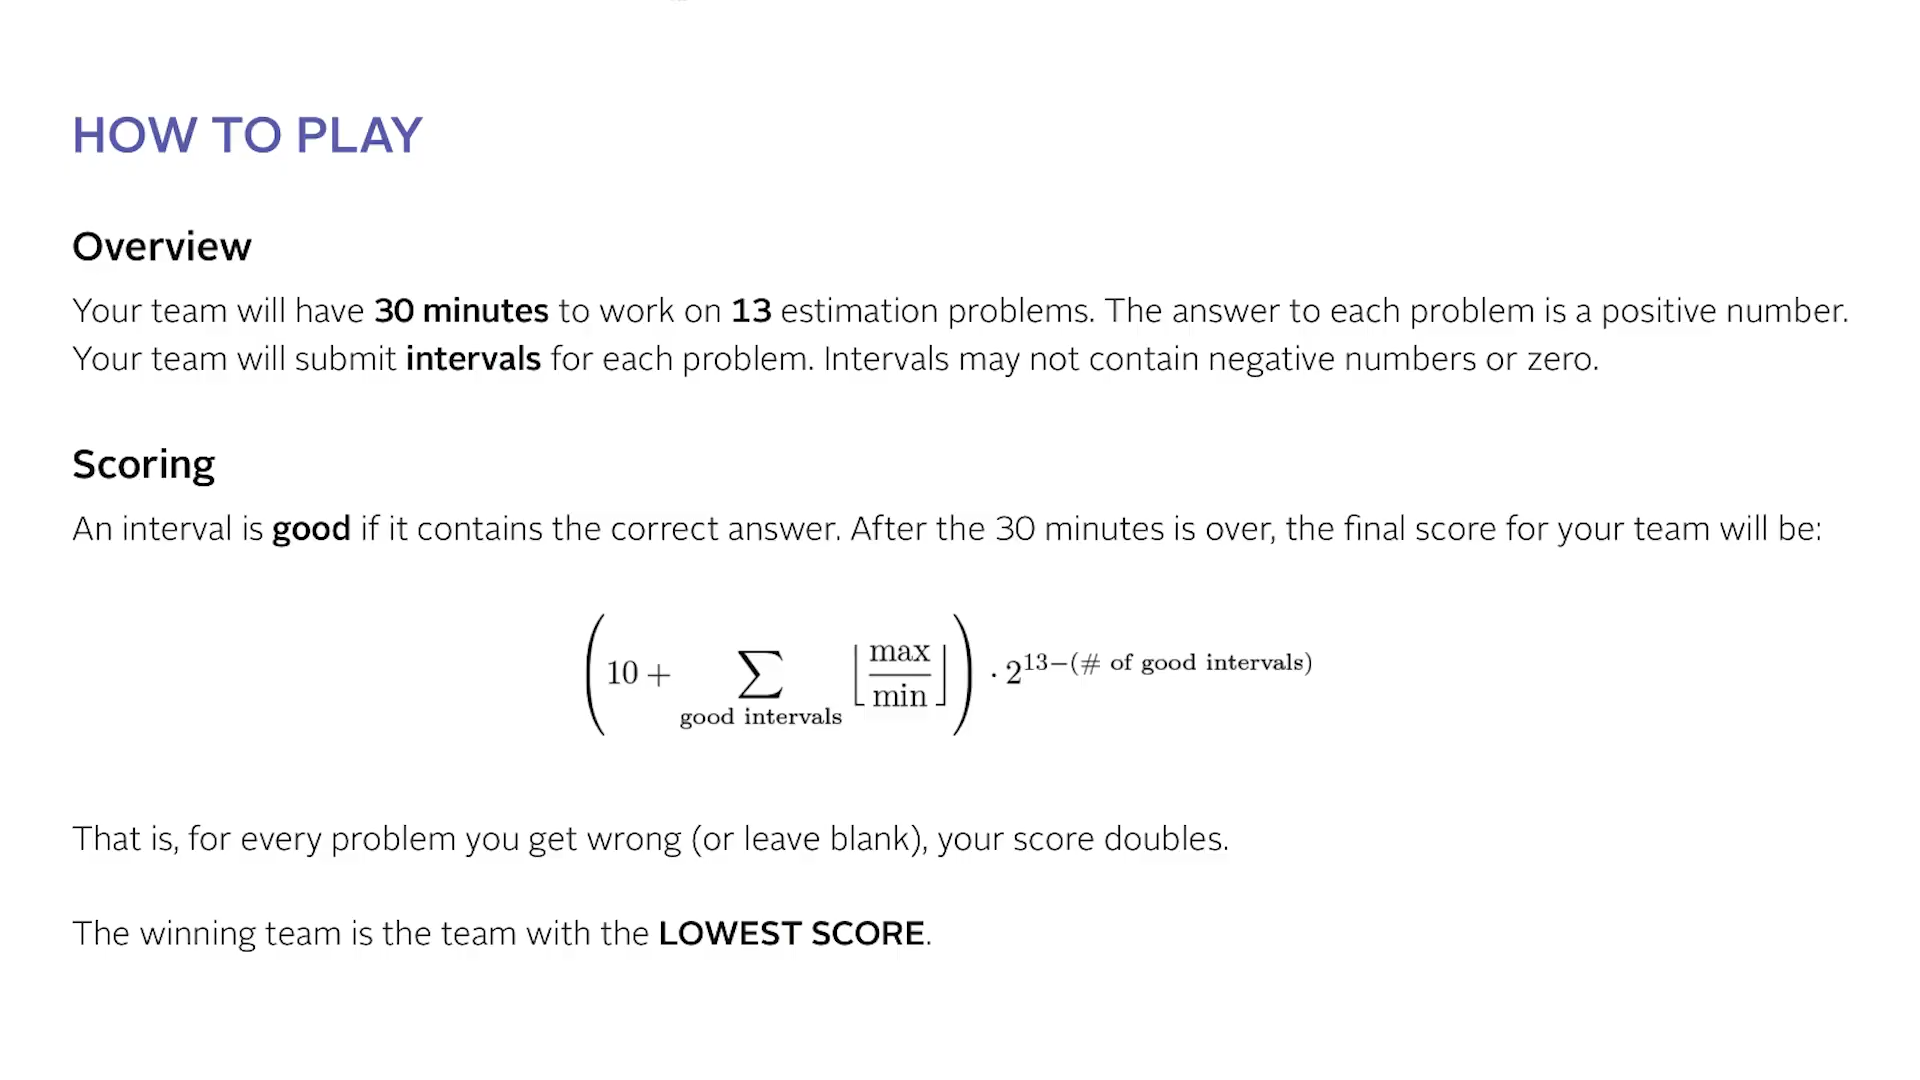 HOW TO PLAY
Overview
Your team will have 30 minutes to work on 13 estimation problems. The answer to each problem is a positive number.
Your team will submit intervals for each problem. Intervals may not contain negative numbers or zero.
Scoring
An interval is good if it contains the correct answer. After the 30 minutes is over, the final score for your team will be:
(10 + ∑_{good intervals} ⌊max/min⌋) · 2^{13−(# of good intervals)}
That is, for every problem you get wrong (or leave blank), your score doubles.
The winning team is the team with the LOWEST SCORE.